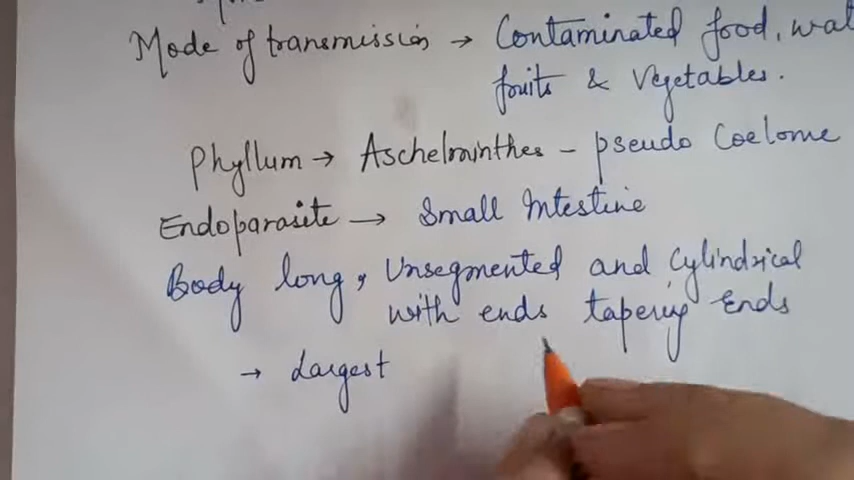 Mode of transmission → Contaminated food, wat
fruits & Vegetables.
Phyllum → Aschelminthes - pseudo Coelome
Endoparasite → Small Intestine
Body long, Unsegmented and Cylindrical
with ends tapering Ends
→ Largest